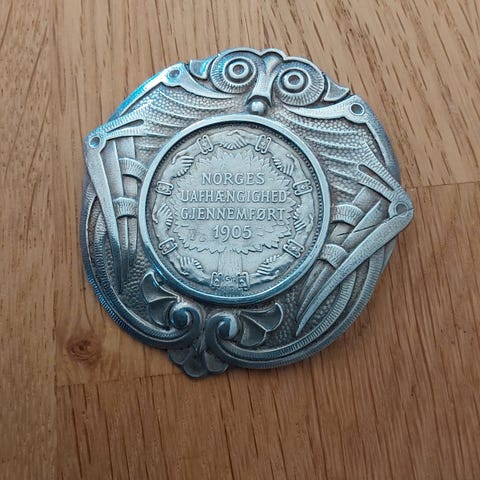 NORGES
UAFHÆNGIGHED
GJENNEMFØRT
1905